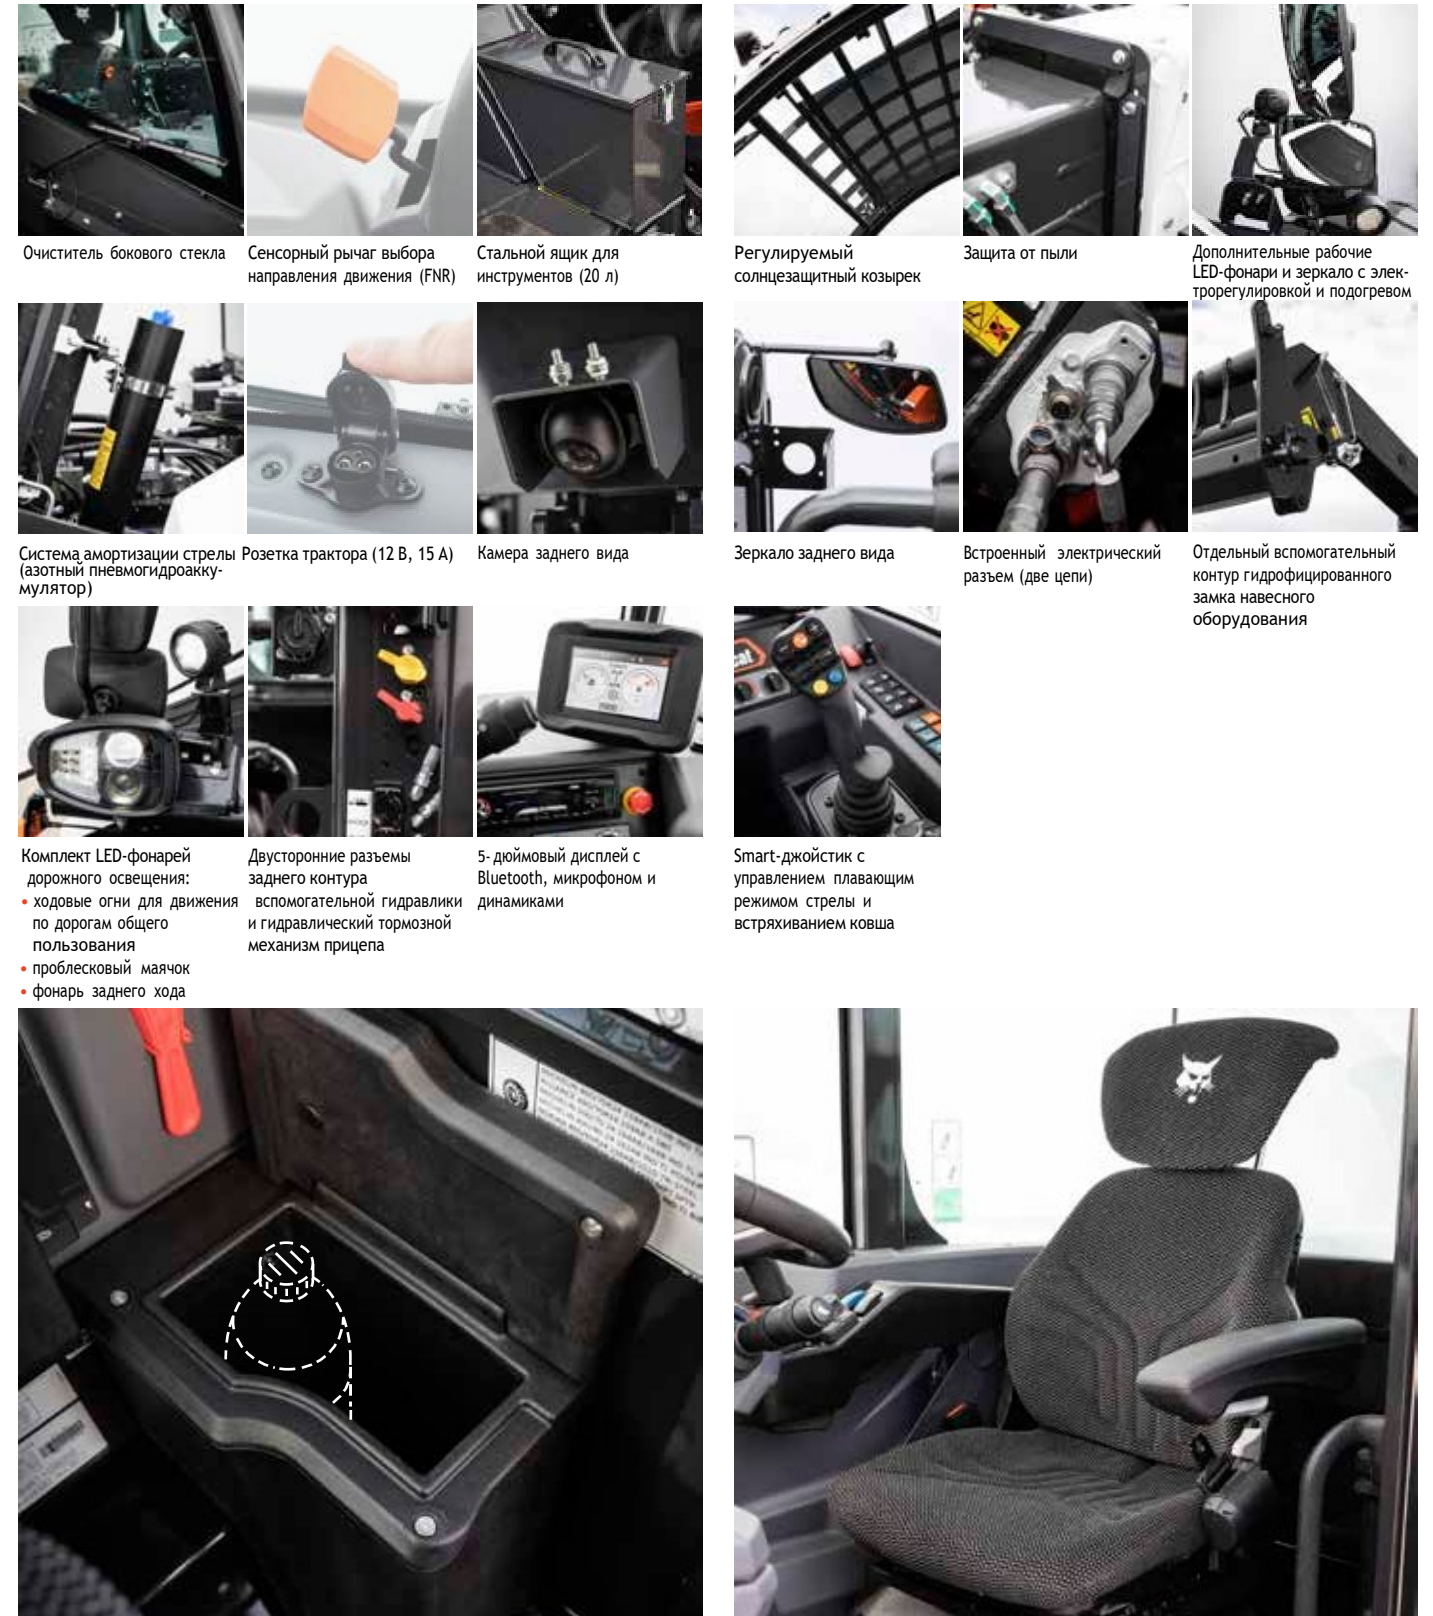 Очиститель бокового стекла
Сенсорный рычаг выбора
направления движения (FNR)
Стальной ящик для
инструментов (20 л)
Регулируемый
солнцезащитный козырек
Защита от пыли
Дополнительные рабочие
LED-фонари и зеркало с элек-
трорегулировкой и подогревом
Система амортизации стрелы
(азотный пневмогидроакку-
мулятор)
Розетка трактора (12 В, 15 А)
Камера заднего вида
Зеркало заднего вида
Встроенный электрический
разъем (две цепи)
Отдельный вспомогательный
контур гидрофицированного
замка навесного
оборудования
Комплект LED-фонарей
дорожного освещения:
• ходовые огни для движения
по дорогам общего
пользования
• проблесковый маячок
• фонарь заднего хода
Двусторонние разъемы
заднего контура
вспомогательной гидравлики
и гидравлический тормозной
механизм прицепа
5-дюймовый дисплей с
Bluetooth, микрофоном и
динамиками
Smart-джойстик с
управлением плавающим
режимом стрелы и
встряхиванием ковша